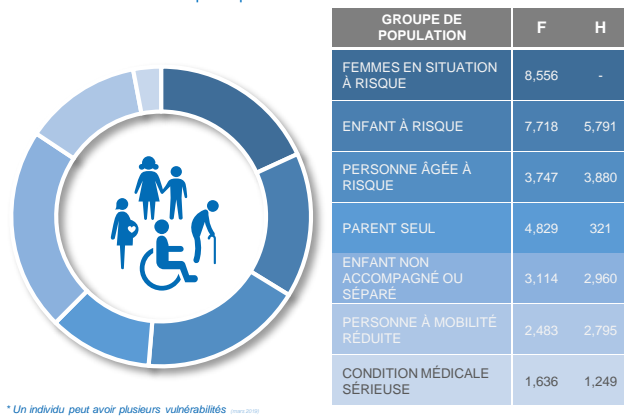 GROUPE DE
POPULATION F H
FEMMES EN SITUATION
À RISQUE 8,556 -
ENFANT À RISQUE 7,718 5,791
PERSONNE ÂGÉE À
RISQUE 3,747 3,880
PARENT SEUL 4,829 321
ENFANT NON
ACCOMPAGNÉ OU
SÉPARÉ 3,114 2,960
PERSONNE À MOBILITÉ
RÉDUITE 2,483 2,795
CONDITION MÉDICALE
SÉRIEUSE 1,636 1,249
* Un individu peut avoir plusieurs vulnérabilités